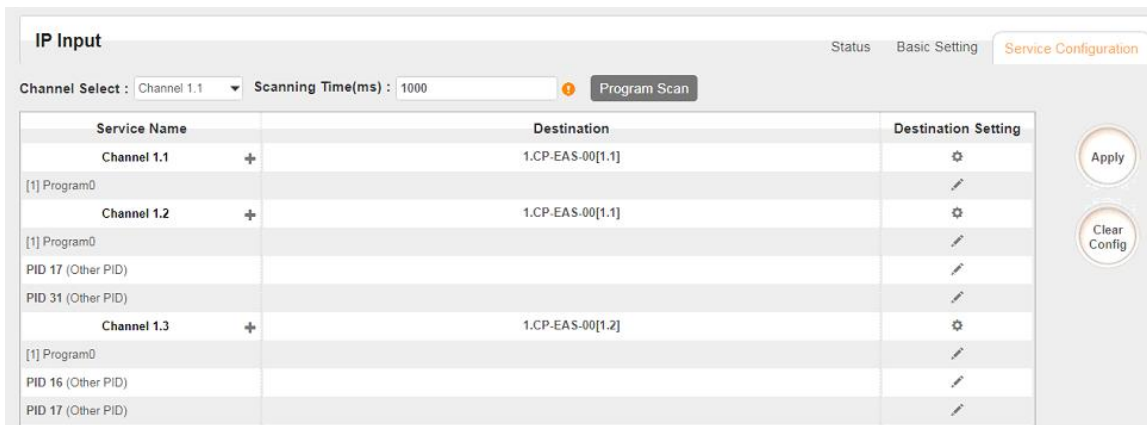 IP Input
Status Basic Setting Service Configuration
Channel Select : Channel 1.1 Scanning Time(ms) : 1000 Program Scan
Service Name Destination Destination Setting
Channel 1.1 1.CP-EAS-00[1.1]
Apply
[1] Program0
Channel 1.2 1.CP-EAS-00[1.1]
Clear
Config
[1] Program0
PID 17 (Other PID)
PID 31 (Other PID)
Channel 1.3 1.CP-EAS-00[1.2]
[1] Program0
PID 16 (Other PID)
PID 17 (Other PID)